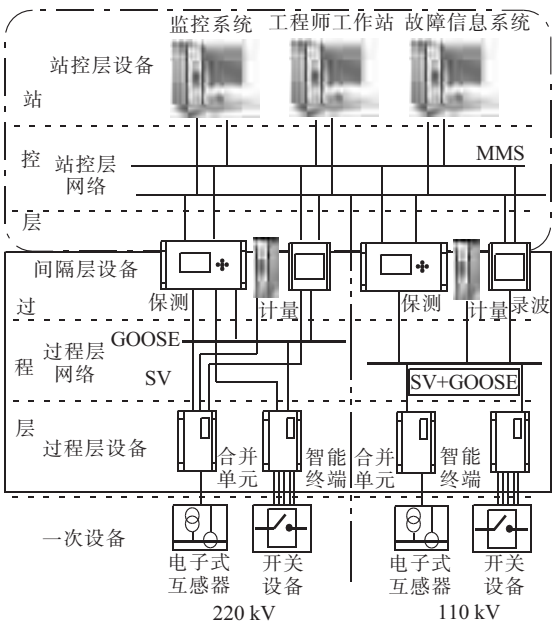 监控系统 工程师工作站 故障信息系统
站控层设备
站
控
站控层
网络
MMS
层
间隔层设备
保测
计量
保测
计量
录波
过
GOOSE
过程层
网络
程
SV
SV+GOOSE
层
过程层设备
合并
单元
智能
终端
合并
单元
智能
终端
一次设备
电子式
互感器
开关
设备
电子式
互感器
开关
设备
220 kV
110 kV